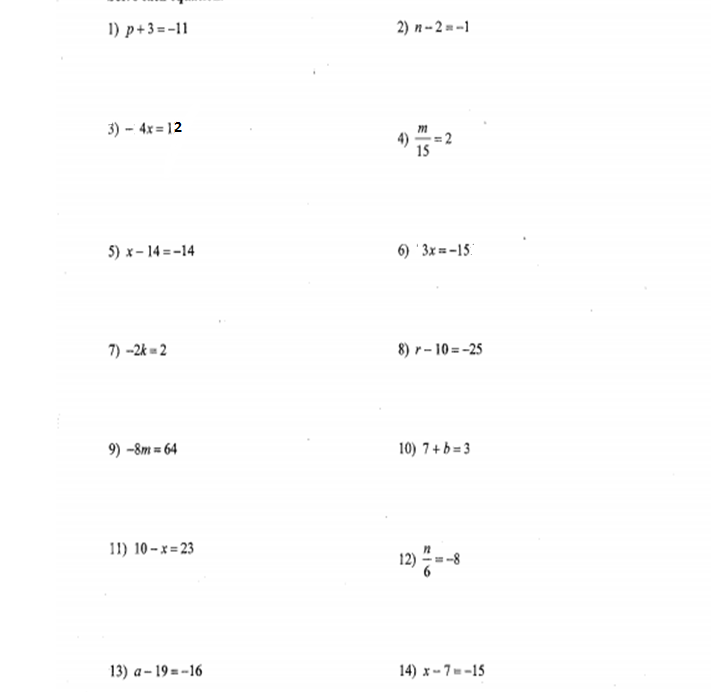 1) p + 3 = -11
2) n - 2 = -1
3) - 4x = 12
4) m/15 = 2
5) x - 14 = -14
6) 3x = -15
7) -2k = 2
8) r - 10 = -25
9) -8m = 64
10) 7 + b = 3
11) 10 - x = 23
12) n/6 = -8
13) a - 19 = -16
14) x - 7 = -15